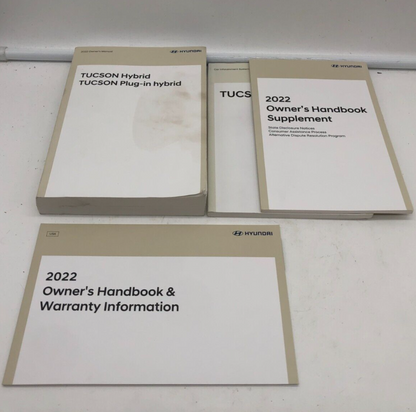 HYUNDAI
TUCSON Hybrid
TUCSON Plug-in hybrid
TUCS
HYUNDAI
2022
Owner's Handbook
Supplement
State Disclosure Notices
Consumer Assistance Process
Alternative Dispute Resolution Program
HYUNDAI
2022
Owner's Handbook &
Warranty Information